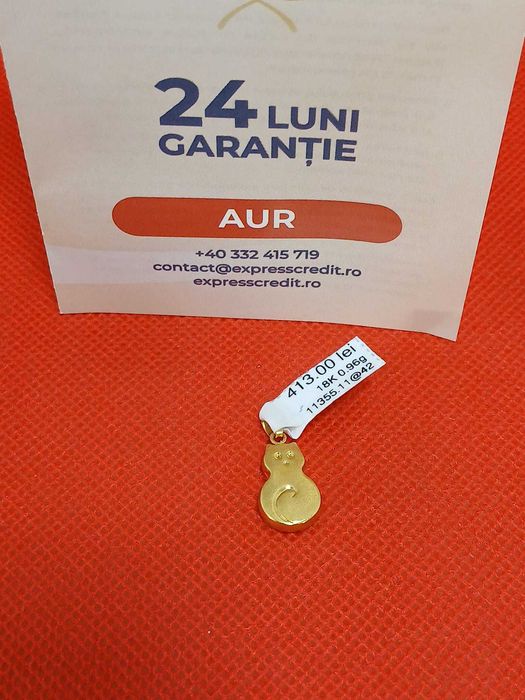 24 LUNI
GARANȚIE
AUR
+40 332 415 719
contact@expresscredit.ro
expresscredit.ro
413.00 lei
18K 0.96g
11355.11@42